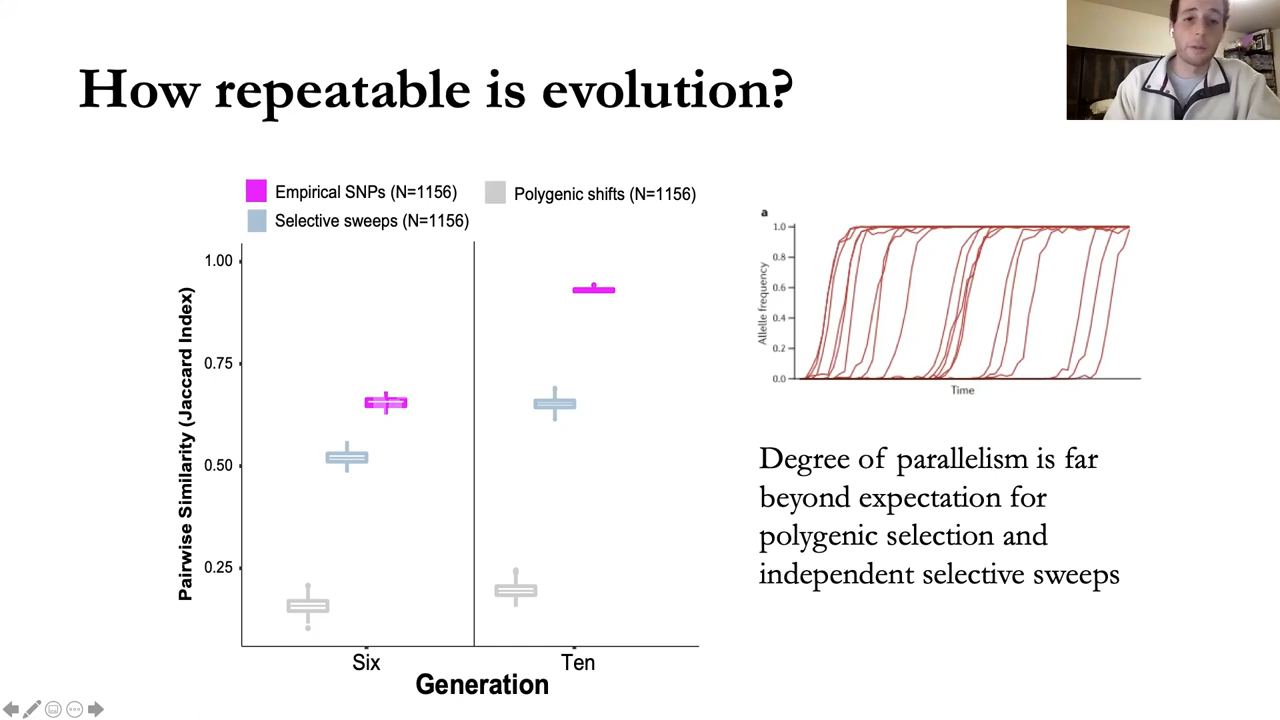 How repeatable is evolution?
Empirical SNPs (N=1156)
Polygenic shifts (N=1156)
Selective sweeps (N=1156)
Pairwise Similarity (Jaccard Index)
1.00
0.75
0.50
0.25
Six
Ten
Generation
a
Allele frequency
1.0
0.8
0.6
0.4
0.2
0.0
Time
Degree of parallelism is far
beyond expectation for
polygenic selection and
independent selective sweeps